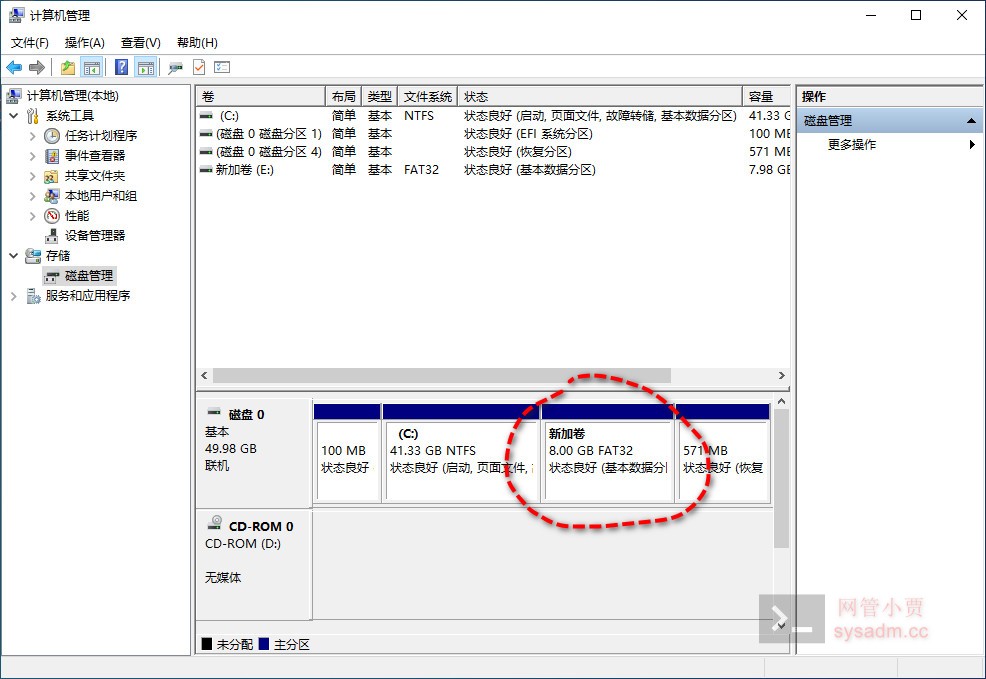 计算机管理
文件(F) 操作(A) 查看(V) 帮助(H)
计算机管理(本地)
系统工具
任务计划程序
事件查看器
共享文件夹
本地用户和组
性能
设备管理器
存储
磁盘管理
服务和应用程序
卷 布局 类型 文件系统 状态 容量
(C:) 简单 基本 NTFS 状态良好 (启动, 页面文件, 故障转储, 基本数据分区) 41.33 G
(磁盘 0 磁盘分区 1) 简单 基本 状态良好 (EFI 系统分区) 100 ME
(磁盘 0 磁盘分区 4) 简单 基本 状态良好 (恢复分区) 571 ME
新加卷 (E:) 简单 基本 FAT32 状态良好 (基本数据分区) 7.98 GE
操作
磁盘管理
更多操作
磁盘 0
基本
49.98 GB
联机
100 MB
状态良好
(C:)
41.33 GB NTFS
状态良好 (启动, 页面文件,
新加卷
8.00 GB FAT32
状态良好 (基本数据分
571 MB
状态良好 (恢复
CD-ROM 0
CD-ROM (D:)
无媒体
未分配 主分区
网管小贾
sysadm.cc